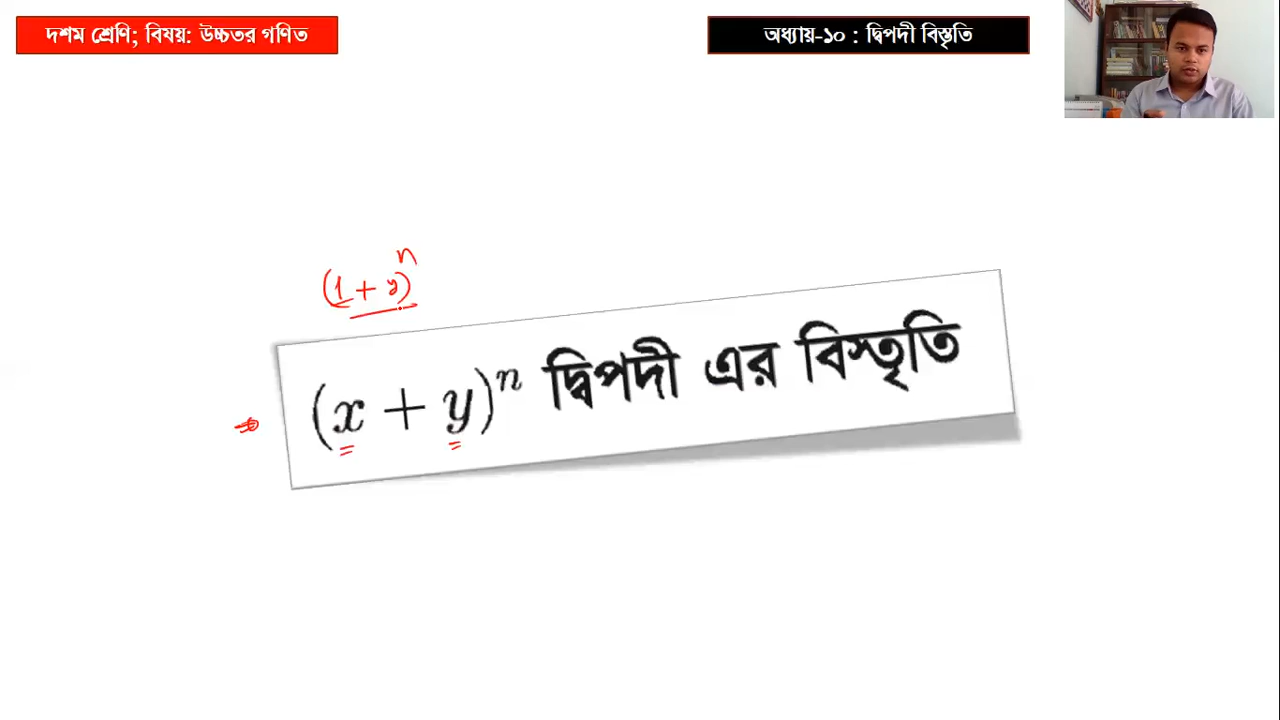 দশম শ্রেণি; বিষয়: উচ্চতর গণিত
অধ্যায়-১০ : দ্বিপদী বিস্তৃতি
(1 + y)^n
(x + y)^n দ্বিপদী এর বিস্তৃতি